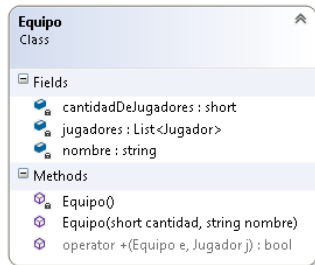 Equipo
Class
Fields
cantidadDeJugadores : short
jugadores : List<Jugador>
nombre : string
Methods
Equipo()
Equipo(short cantidad, string nombre)
operator +(Equipo e, Jugador j) : bool